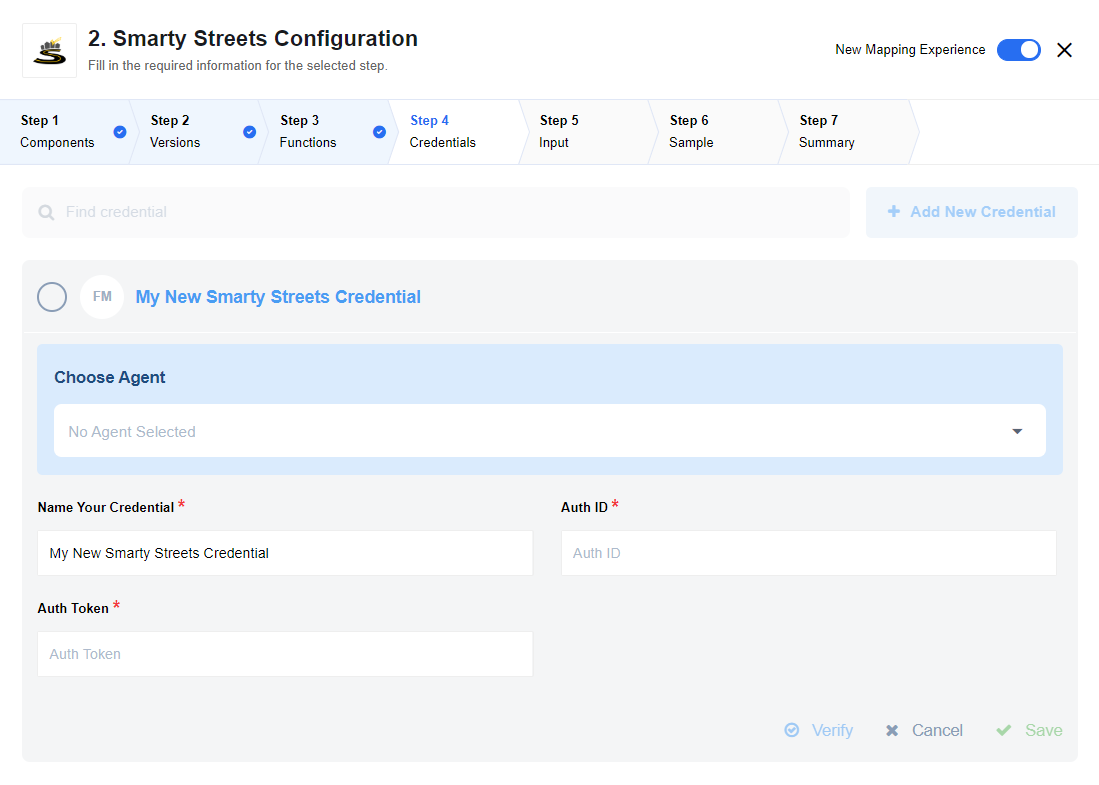 2. Smarty Streets Configuration
Fill in the required information for the selected step.
New Mapping Experience
Step 1
Components
Step 2
Versions
Step 3
Functions
Step 4
Credentials
Step 5
Input
Step 6
Sample
Step 7
Summary
Find credential
Add New Credential
FM
My New Smarty Streets Credential
Choose Agent
No Agent Selected
Name Your Credential *
My New Smarty Streets Credential
Auth ID *
Auth ID
Auth Token *
Auth Token
Verify
Cancel
Save